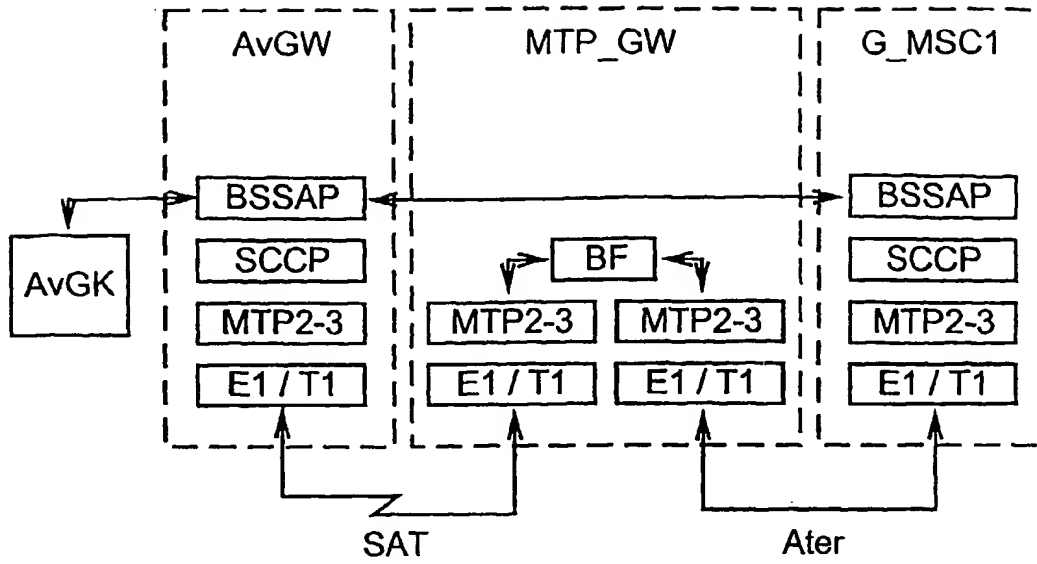 AvGW
MTP_GW
G_MSC1
BSSAP
BSSAP
SCCP
BF
SCCP
AvGK
MTP2-3
MTP2-3
MTP2-3
MTP2-3
E1 / T1
E1 / T1
E1 / T1
E1 / T1
SAT
Ater